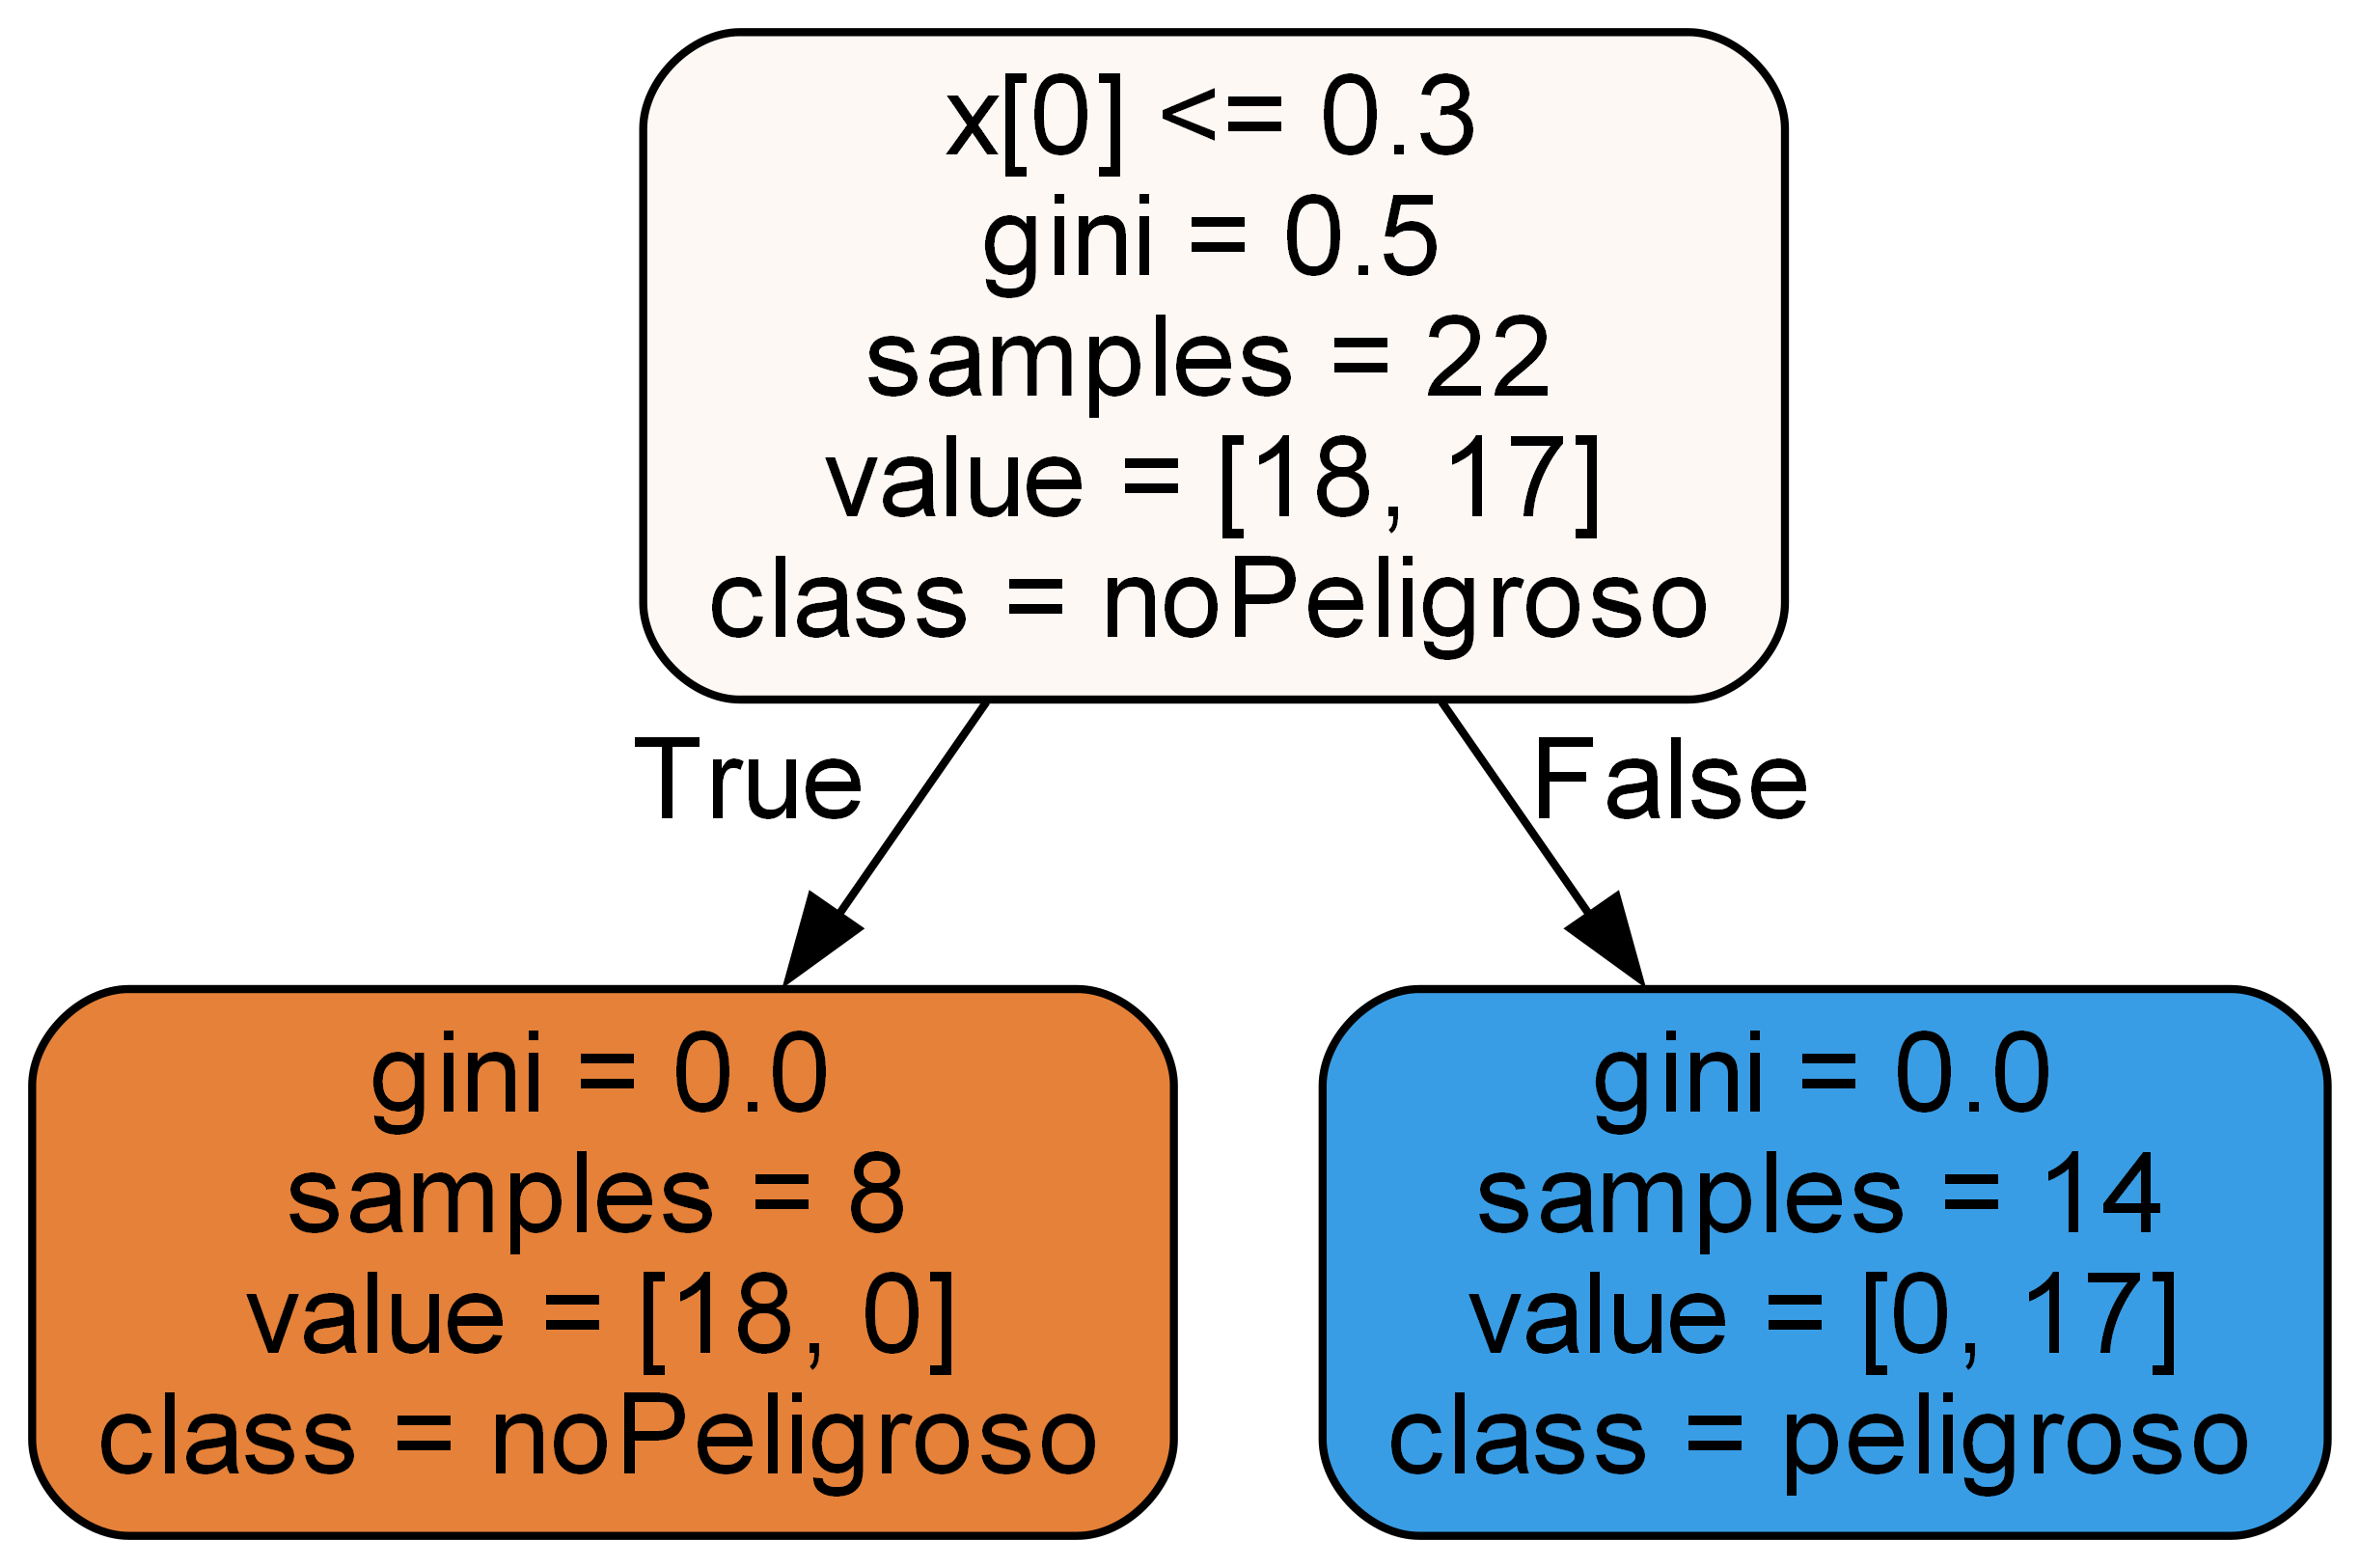 x[0] <= 0.3
gini = 0.5
samples = 22
value = [18, 17]
class = noPeligroso
True
False
gini = 0.0
samples = 8
value = [18, 0]
class = noPeligroso
gini = 0.0
samples = 14
value = [0, 17]
class = peligroso